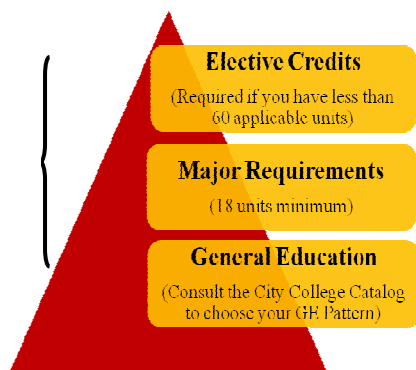 Elective Credits
(Required if you have less than
60 applicable units)
Major Requirements
(18 units minimum)
General Education
(Consult the City College Catalog
to choose your GE Pattern)